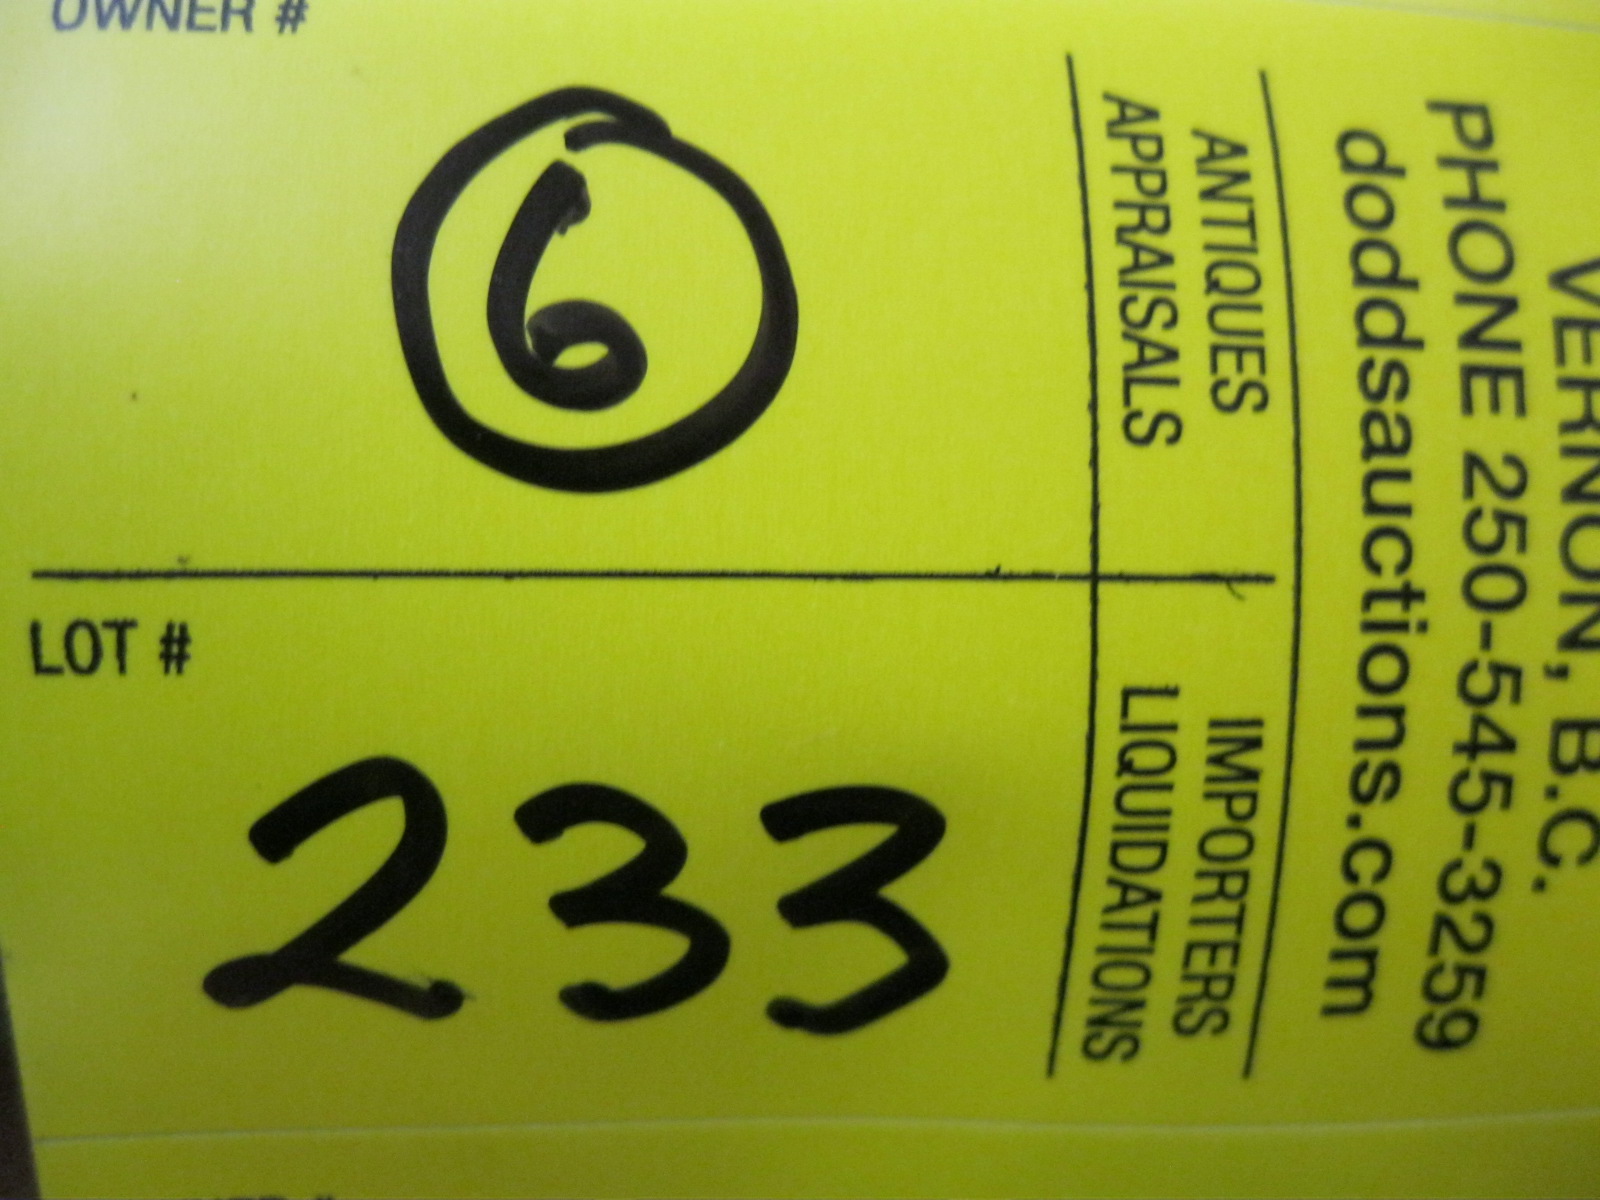 OWNER #
6
LOT #
233
VERNON, B.C.
PHONE 250-545-3259
doddsauctions.com
ANTIQUES
APPRAISALS
IMPORTERS
LIQUIDATIONS